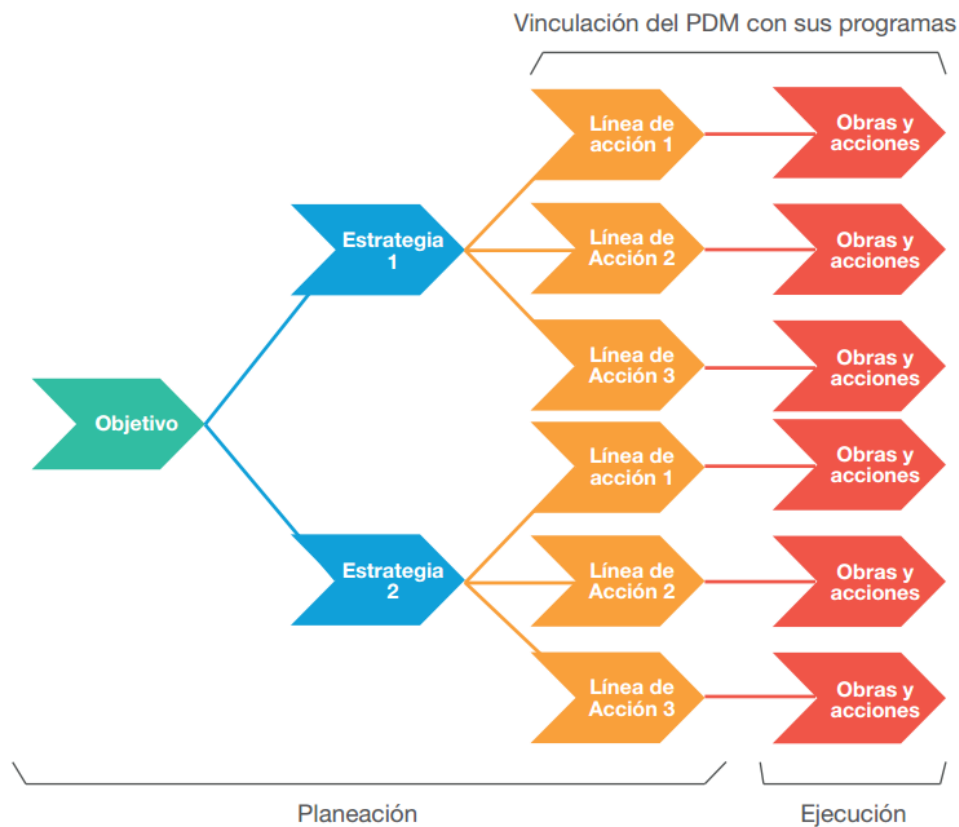 Vinculación del PDM con sus programas
Línea de
acción 1
Obras y
acciones
Estrategia
1
Línea de
Acción 2
Obras y
acciones
Línea de
Acción 3
Obras y
acciones
Objetivo
Línea de
acción 1
Obras y
acciones
Estrategia
2
Línea de
Acción 2
Obras y
acciones
Línea de
Acción 3
Obras y
acciones
Planeación
Ejecución